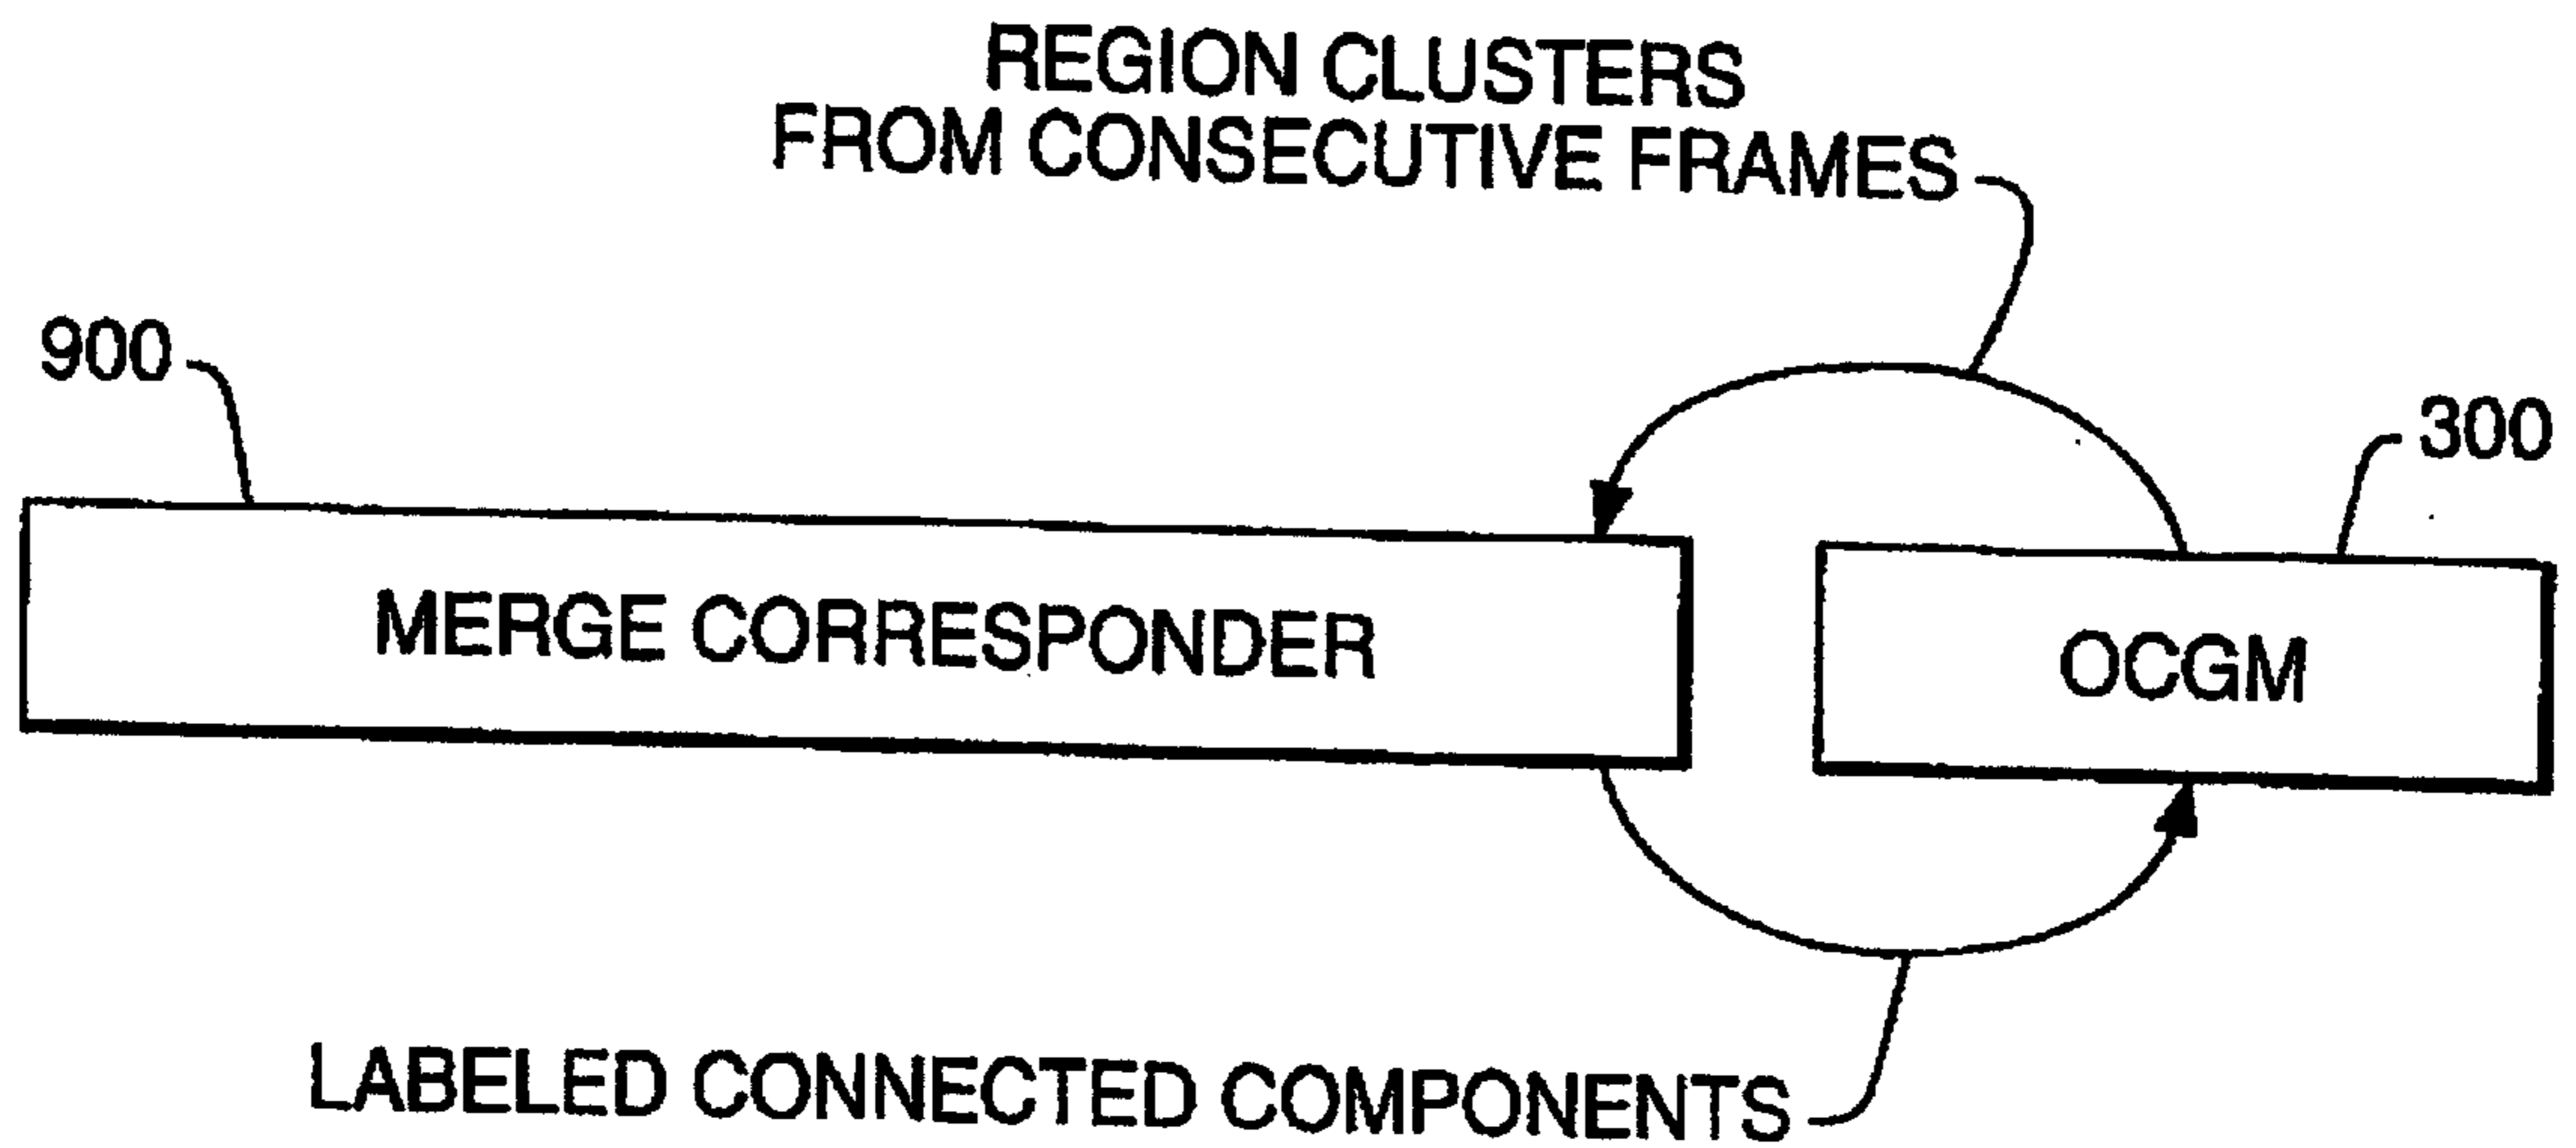 REGION CLUSTERS
FROM CONSECUTIVE FRAMES
900
300
MERGE CORRESPONDER
OCGM
LABELED CONNECTED COMPONENTS